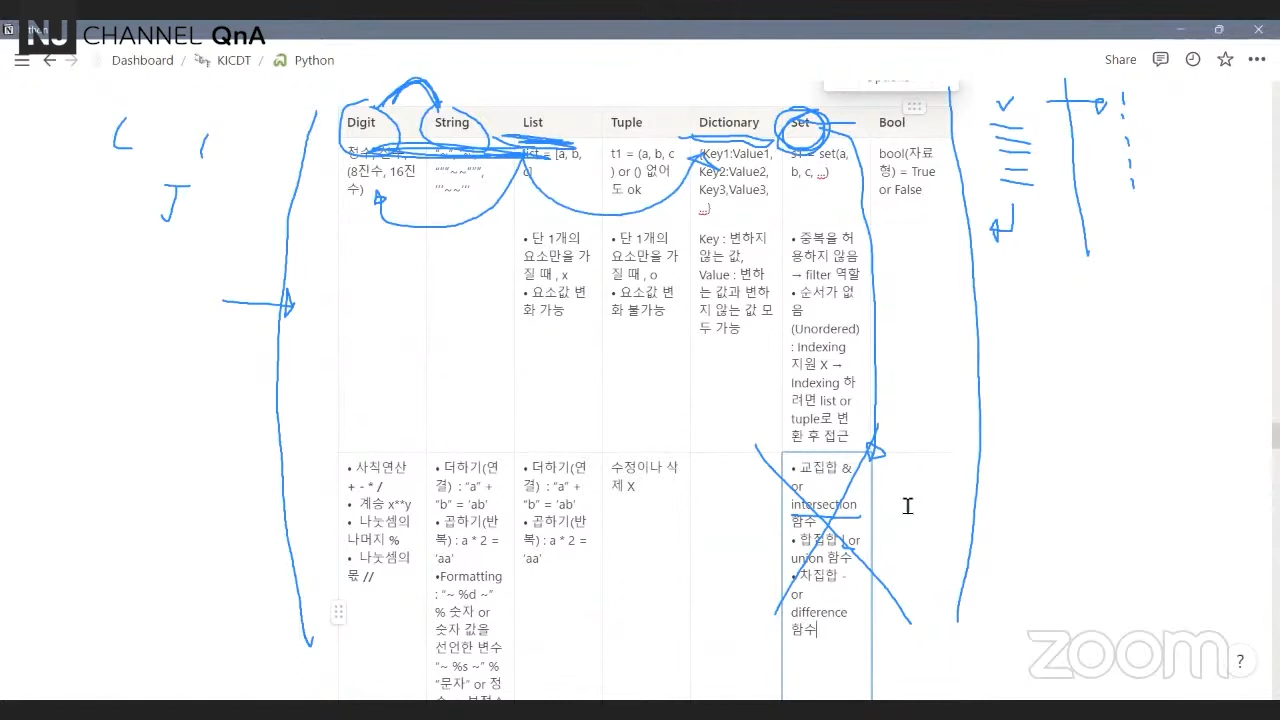 Python
NJ CHANNEL QnA
Dashboard / KICDT / Python
Share
Digit
String
List
Tuple
Dictionary
Set
Bool
(8진수, 16진
수)
"""~~""",
'''~~'''
list = [a, b,
c]
t1 = (a, b, c
) or () 없어
도 ok
{Key1:Value1,
Key2:Value2,
Key3,Value3,
...}
s1 = set(a,
b, c, ...)
bool(자료
형) = True
or False
• 단 1개의
요소만을 가
질 때 , x
• 요소값 변
화 가능
• 단 1개의
요소만을 가
질 때 , o
• 요소값 변
화 불가능
Key : 변하지
않는 값,
Value : 변하
는 값과 변하
지 않는 값 모
두 가능
• 중복을 허
용하지 않음
→ filter 역할
• 순서가 없
음
(Unordered)
: Indexing
지원 X →
Indexing 하
려면 list or
tuple로 변
환 후 접근
• 사칙연산
+ - * /
• 계승 x**y
• 나눗셈의
나머지 %
• 나눗셈의
몫 //
• 더하기(연
결) : "a" +
"b" = 'ab'
• 곱하기(반
복) : a * 2 =
'aa'
•Formatting
: "~ %d ~"
% 숫자 or
숫자 값을
선언한 변수
"~ %s ~" %
"문자" or 정
• 더하기(연
결) : "a" +
"b" = 'ab'
• 곱하기(반
복) : a * 2 =
'aa'
수정이나 삭
제 X
• 교집합 &
or
intersection
함수
• 합집합 | or
union 함수
• 차집합 -
or
difference
함수
zoom
?